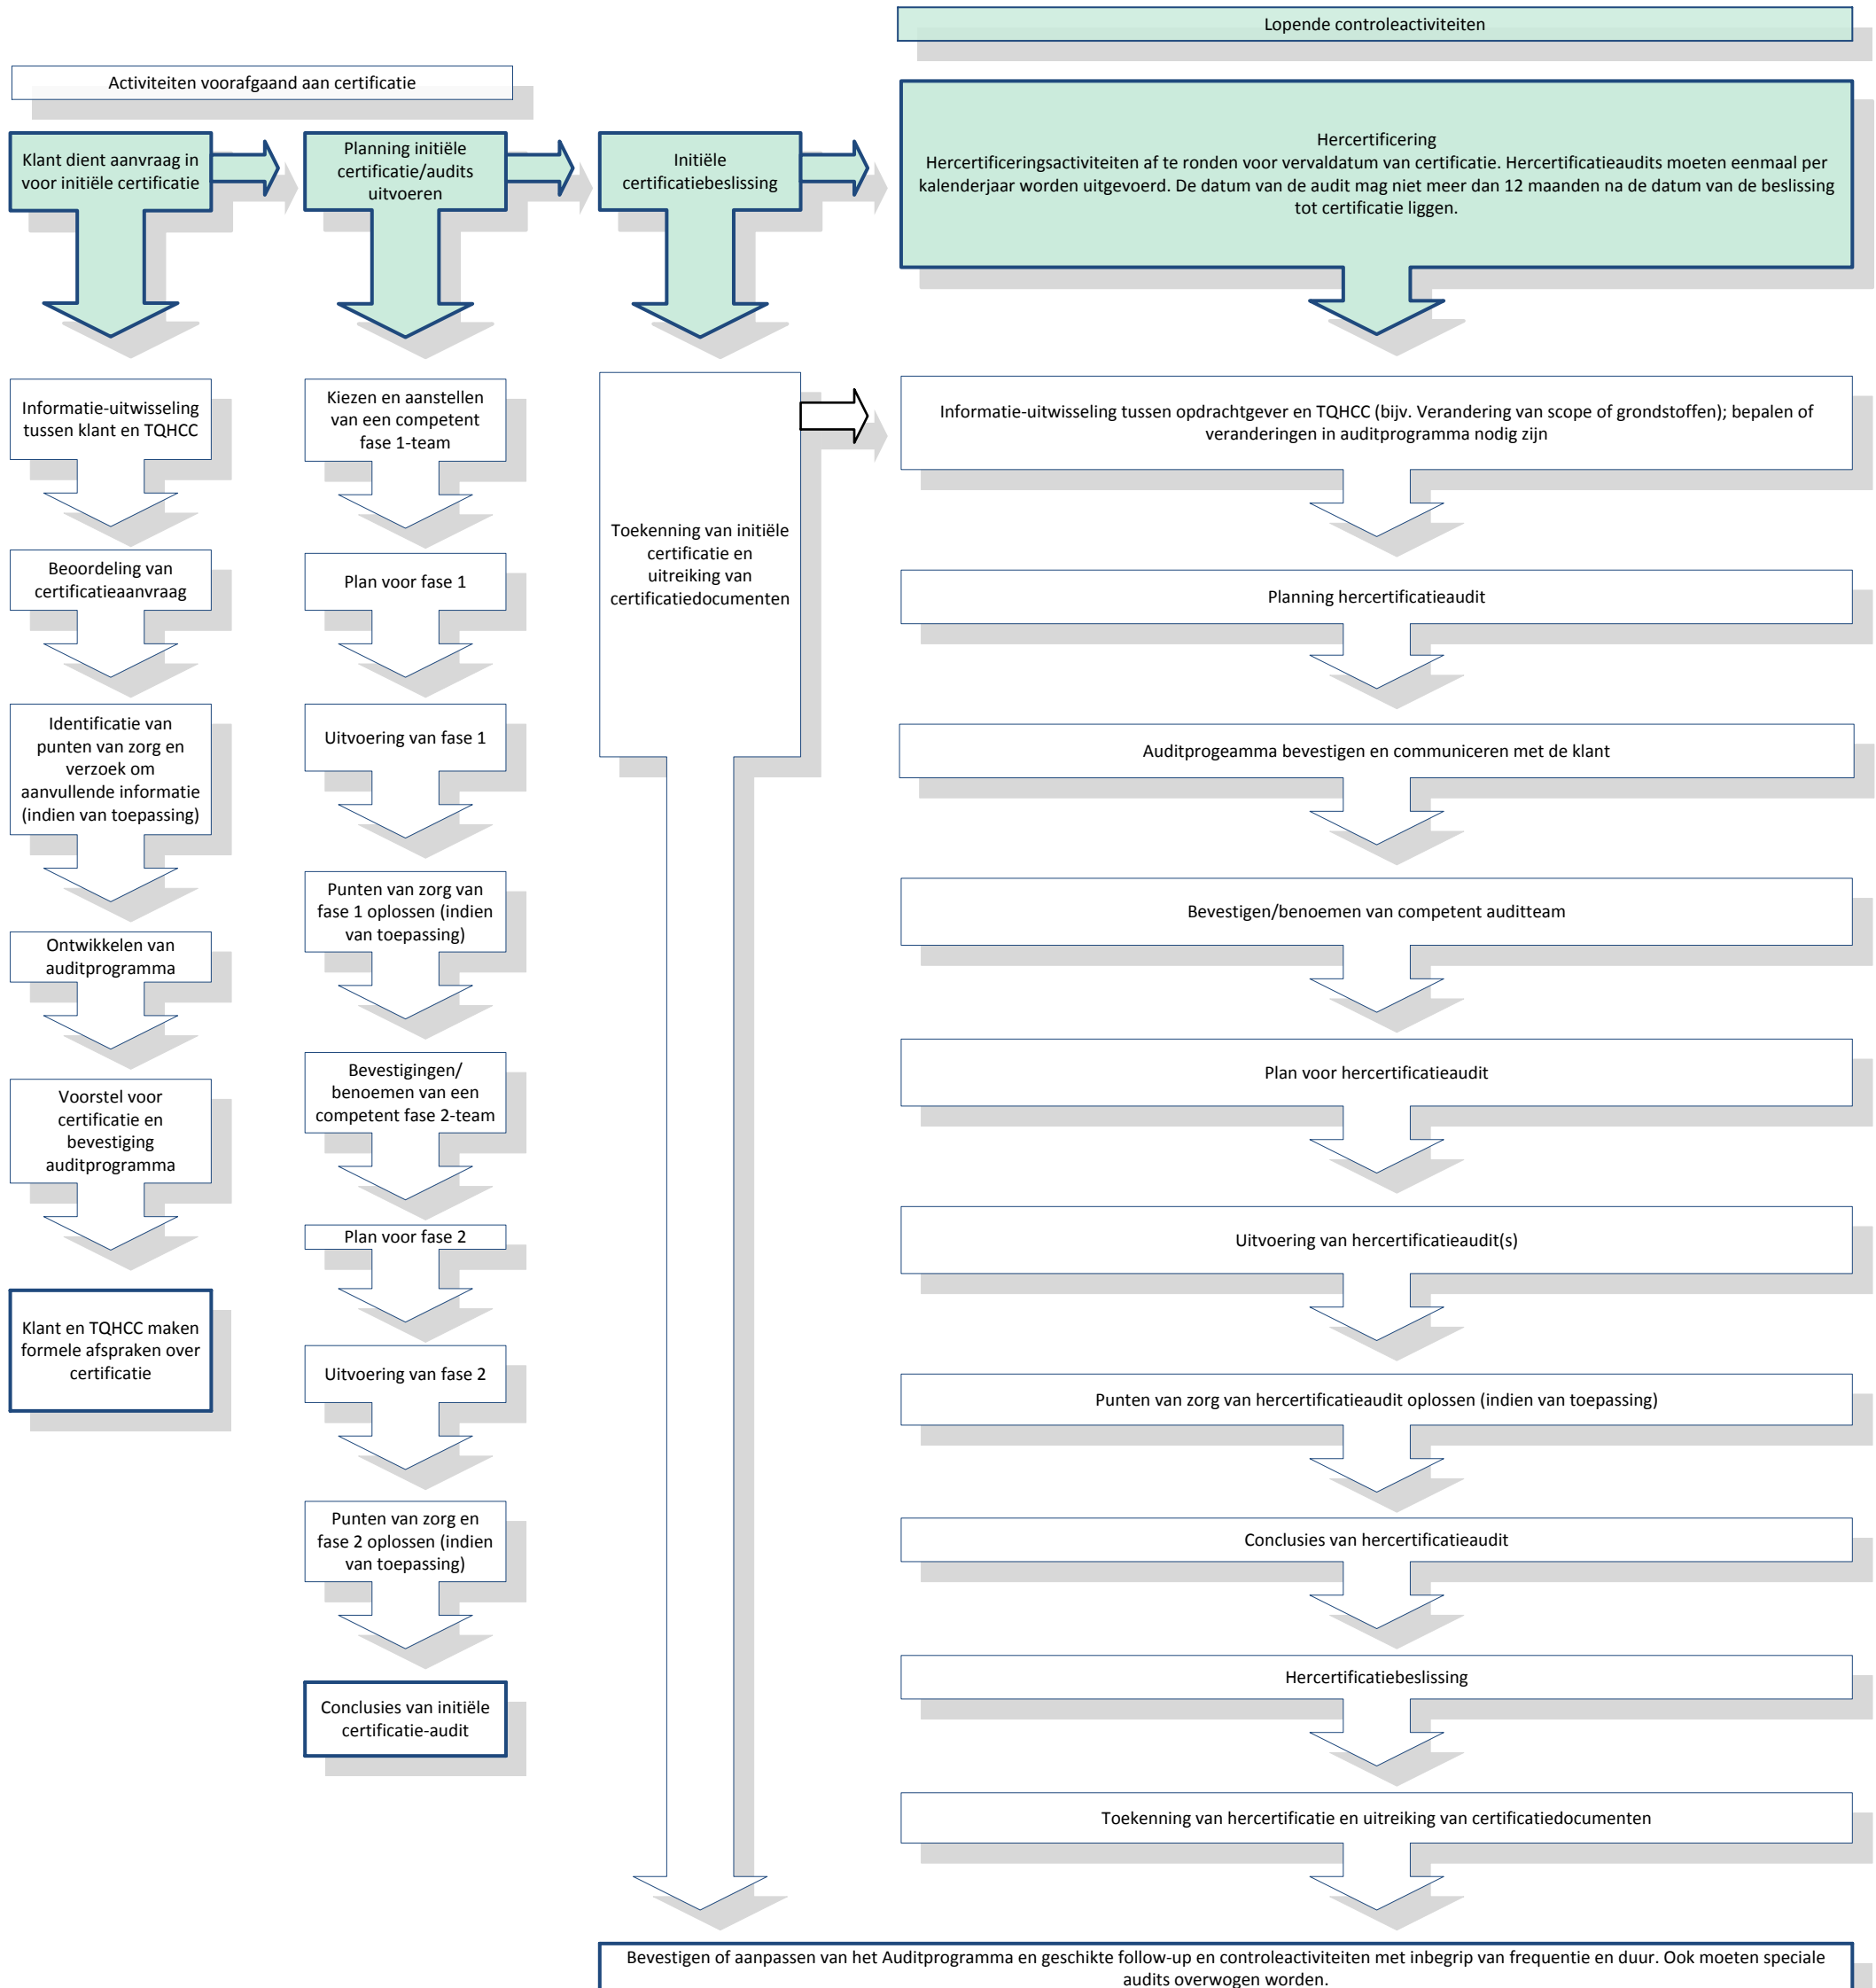 Lopende controleactiviteiten
Activiteiten voorafgaand aan certificatie
Klant dient aanvraag in
voor initiële certificatie
Planning initiële
certificatie/audits
uitvoeren
Initiële
certificatiebeslissing
Hercertificering
Hercertificeringsactiviteiten af te ronden voor vervaldatum van certificatie. Hercertificatieaudits moeten eenmaal per
kalenderjaar worden uitgevoerd. De datum van de audit mag niet meer dan 12 maanden na de datum van de beslissing
tot certificatie liggen.
Informatie-uitwisseling
tussen klant en TQHCC
Beoordeling van
certificatieaanvraag
Identificatie van
punten van zorg en
verzoek om
aanvullende informatie
(indien van toepassing)
Ontwikkelen van
auditprogramma
Voorstel voor
certificatie en
bevestiging
auditprogramma
Klant en TQHCC maken
formele afspraken over
certificatie
Kiezen en aanstellen
van een competent
fase 1-team
Plan voor fase 1
Uitvoering van fase 1
Punten van zorg van
fase 1 oplossen (indien
van toepassing)
Bevestigingen/
benoemen van een
competent fase 2-team
Plan voor fase 2
Uitvoering van fase 2
Punten van zorg en
fase 2 oplossen (indien
van toepassing)
Conclusies van initiële
certificatie-audit
Toekenning van initiële
certificatie en
uitreiking van
certificatiedocumenten
Informatie-uitwisseling tussen opdrachtgever en TQHCC (bijv. Verandering van scope of grondstoffen); bepalen of
veranderingen in auditprogramma nodig zijn
Planning hercertificatieaudit
Auditprogeamma bevestigen en communiceren met de klant
Bevestigen/benoemen van competent auditteam
Plan voor hercertificatieaudit
Uitvoering van hercertificatieaudit(s)
Punten van zorg van hercertificatieaudit oplossen (indien van toepassing)
Conclusies van hercertificatieaudit
Hercertificatiebeslissing
Toekenning van hercertificatie en uitreiking van certificatiedocumenten
Bevestigen of aanpassen van het Auditprogramma en geschikte follow-up en controleactiviteiten met inbegrip van frequentie en duur. Ook moeten speciale
audits overwogen worden.